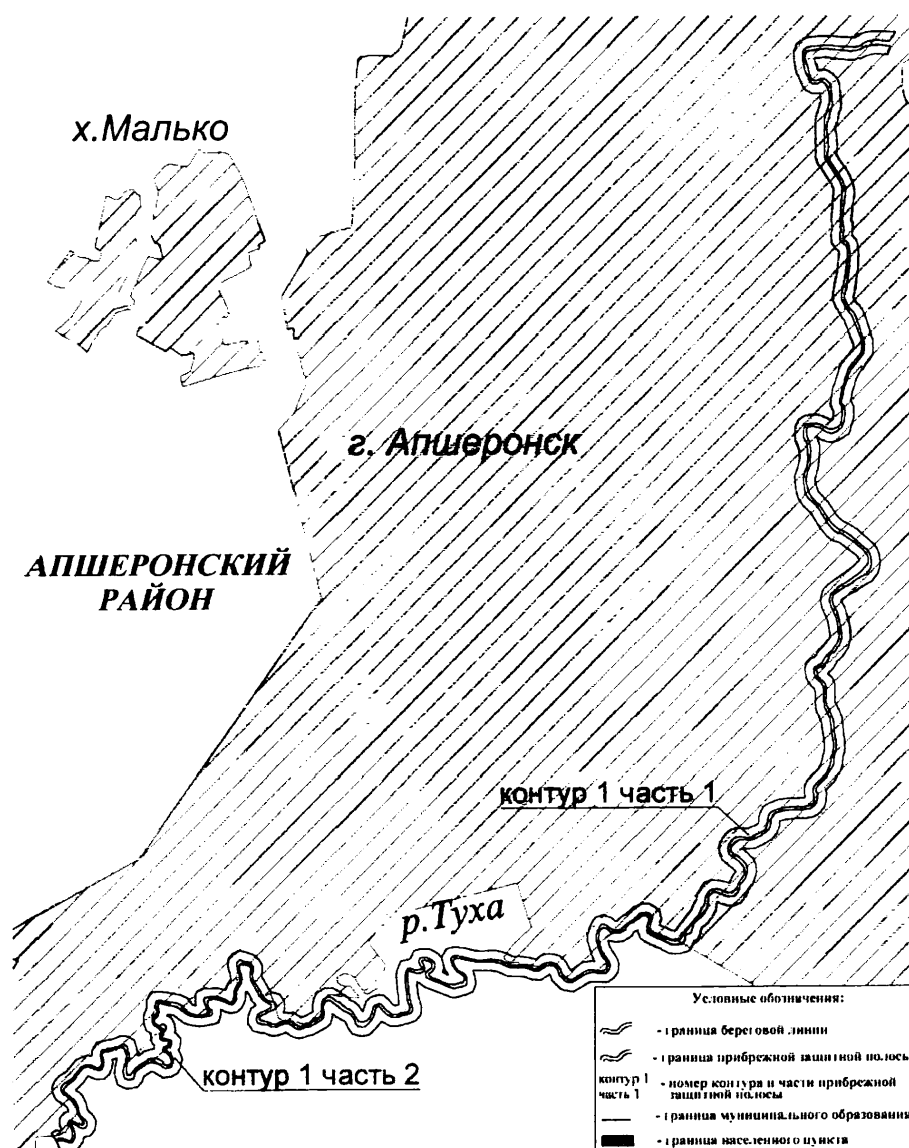 х.Малько
г. Апшеронск
АПШЕРОНСКИЙ
РАЙОН
контур 1 часть 1
р.Туха
контур 1 часть 2
Условные обозначения:
- граница береговой линии
- граница прибрежной защитной полосы
контур 1
часть 1
- номер контура и части прибрежной
защитной полосы
- граница муниципального образования
- граница населенного пункта